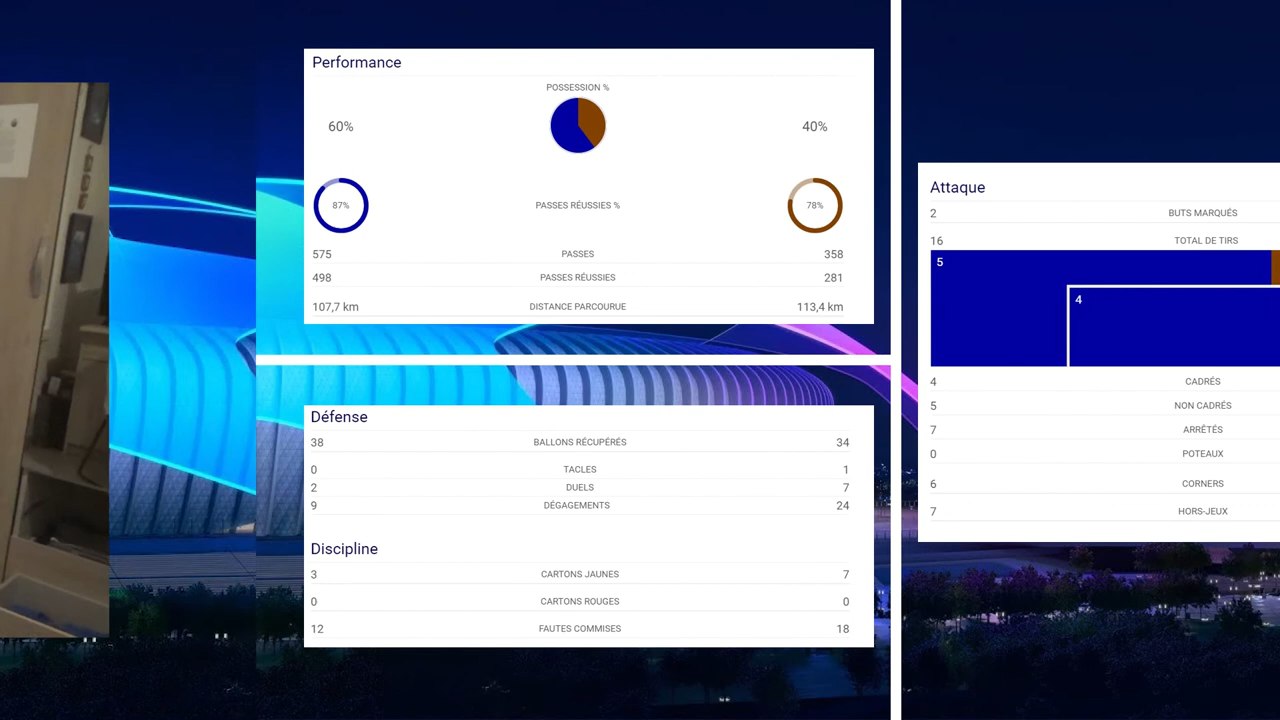 Performance
POSSESSION %
60% 40%
87% PASSES RÉUSSIES % 78%
575 PASSES 358
498 PASSES RÉUSSIES 281
107,7 km DISTANCE PARCOURUE 113,4 km
Défense
38 BALLONS RÉCUPÉRÉS 34
0 TACLES 1
2 DUELS 7
9 DÉGAGEMENTS 24
Discipline
3 CARTONS JAUNES 7
0 CARTONS ROUGES 0
12 FAUTES COMMISES 18
Attaque
2 BUTS MARQUÉS
16 TOTAL DE TIRS
5
4
4 CADRÉS
5 NON CADRÉS
7 ARRÊTÉS
0 POTEAUX
6 CORNERS
7 HORS-JEUX